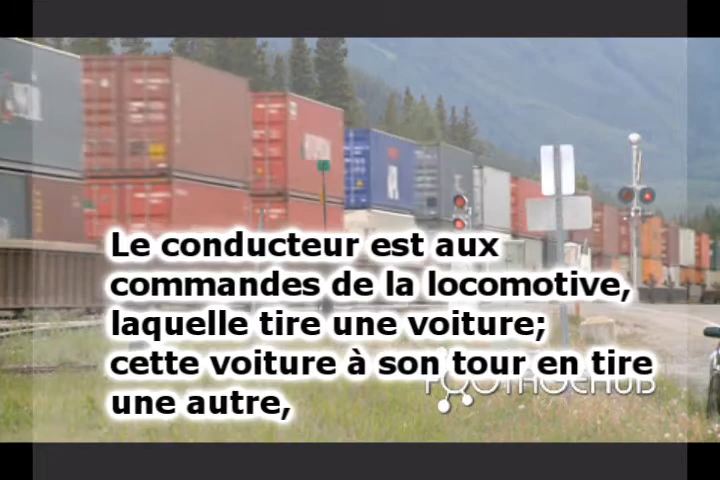 Le conducteur est aux
commandes de la locomotive,
laquelle tire une voiture;
cette voiture à son tour en tire
une autre,
FOOTAGEHUB